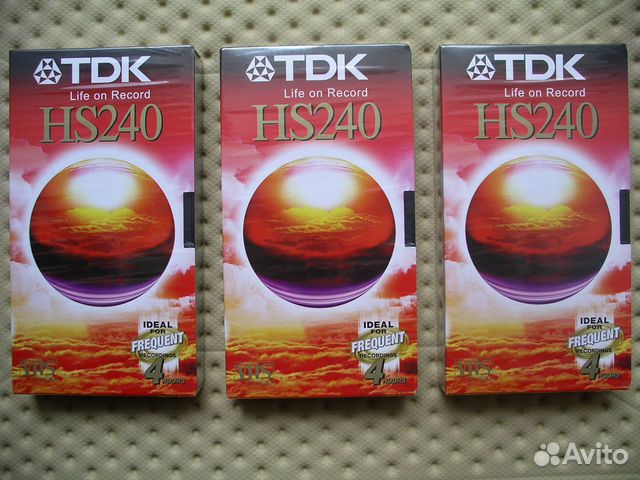 TDK
Life on Record
HS240
IDEAL
FOR
FREQUENT
RECORDINGS
4 HOURS
VHS
TDK
Life on Record
HS240
IDEAL
FOR
FREQUENT
RECORDINGS
4 HOURS
VHS
TDK
Life on Record
HS240
IDEAL
FOR
FREQUENT
RECORDINGS
4 HOURS
VHS
Avito